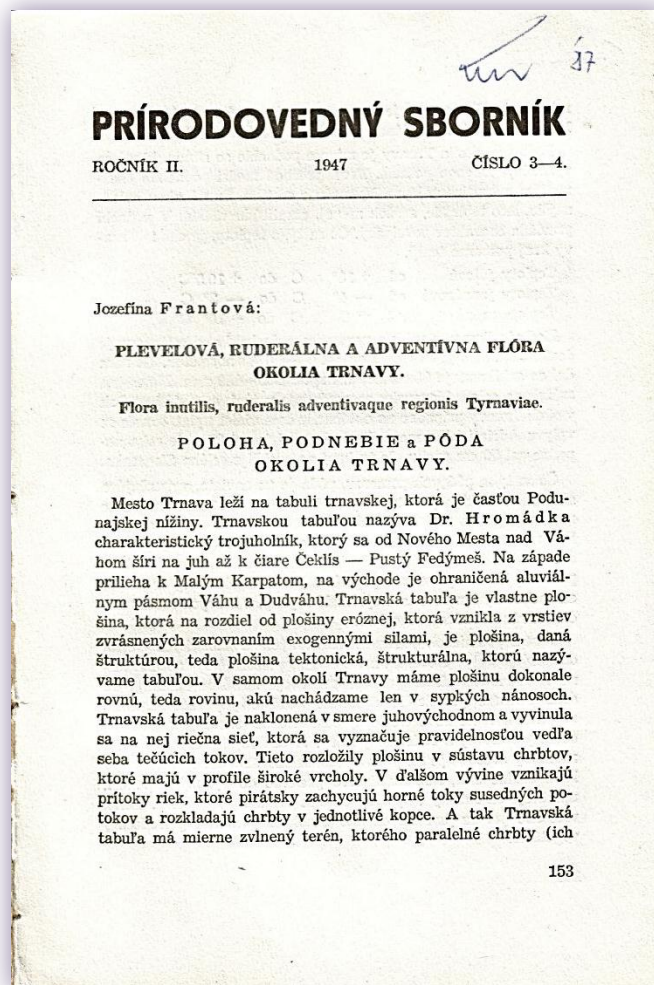 87
PRÍRODOVEDNÝ SBORNÍK
ROČNÍK II. 1947 ČÍSLO 3—4.
Jozefína Frantová:
PLEVELOVÁ, RUDERÁLNA A ADVENTÍVNA FLÓRA
OKOLIA TRNAVY.
Flora inutilis, ruderalis adventivaque regionis Tyrnaviae.
POLOHA, PODNEBIE a PÔDA
OKOLIA TRNAVY.
Mesto Trnava leží na tabuli trnavskej, ktorá je časťou Podu-
najskej nížiny. Trnavskou tabuľou nazýva Dr. Hromádka
charakteristický trojuholník, ktorý sa od Nového Mesta nad Vá-
hom šíri na juh až k čiare Čeklís — Pustý Fedýmeš. Na západe
prilieha k Malým Karpatom, na východe je ohraničená aluviál-
nym pásmom Váhu a Dudváhu. Trnavská tabuľa je vlastne plo-
šina, ktorá na rozdiel od plošiny eróznej, ktorá vznikla z vrstiev
zvrásnených zarovnaním exogennými silami, je plošina, daná
štruktúrou, teda plošina tektonická, štrukturálna, ktorú nazý-
vame tabuľou. V samom okolí Trnavy máme plošinu dokonale
rovnú, teda rovinu, akú nachádzame len v sypkých nánosoch.
Trnavská tabuľa je naklonená v smere juhovýchodnom a vyvinula
sa na nej riečna sieť, ktorá sa vyznačuje pravidelnosťou vedľa
seba tečúcich tokov. Tieto rozložily plošinu v sústavu chrbtov,
ktoré majú v profile široké vrcholy. V ďalšom vývine vznikajú
prítoky riek, ktoré pirátsky zachycujú horné toky susedných po-
tokov a rozkladajú chrbty v jednotlivé kopce. A tak Trnavská
tabuľa má mierne zvlnený terén, ktorého paralelné chrbty (ich
153